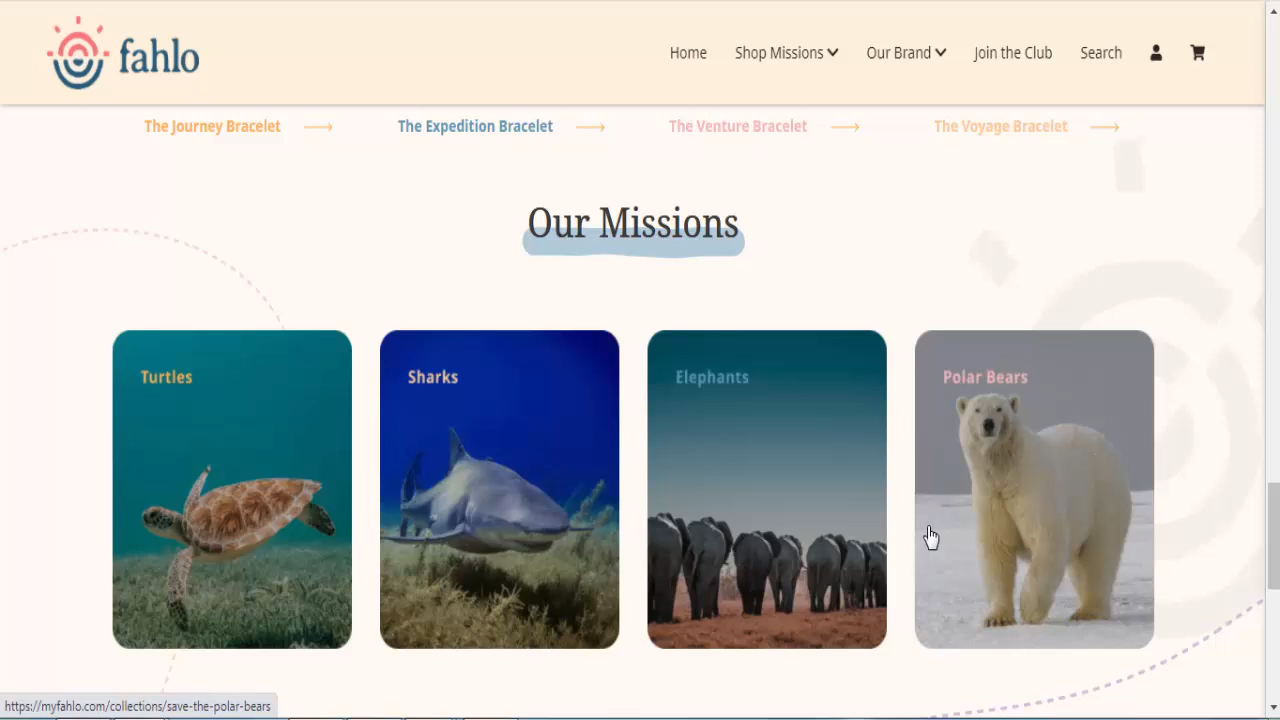 fahlo
Home Shop Missions Our Brand Join the Club Search
The Journey Bracelet The Expedition Bracelet The Venture Bracelet The Voyage Bracelet
Our Missions
Turtles Sharks Elephants Polar Bears
https://myfahlo.com/collections/save-the-polar-bears